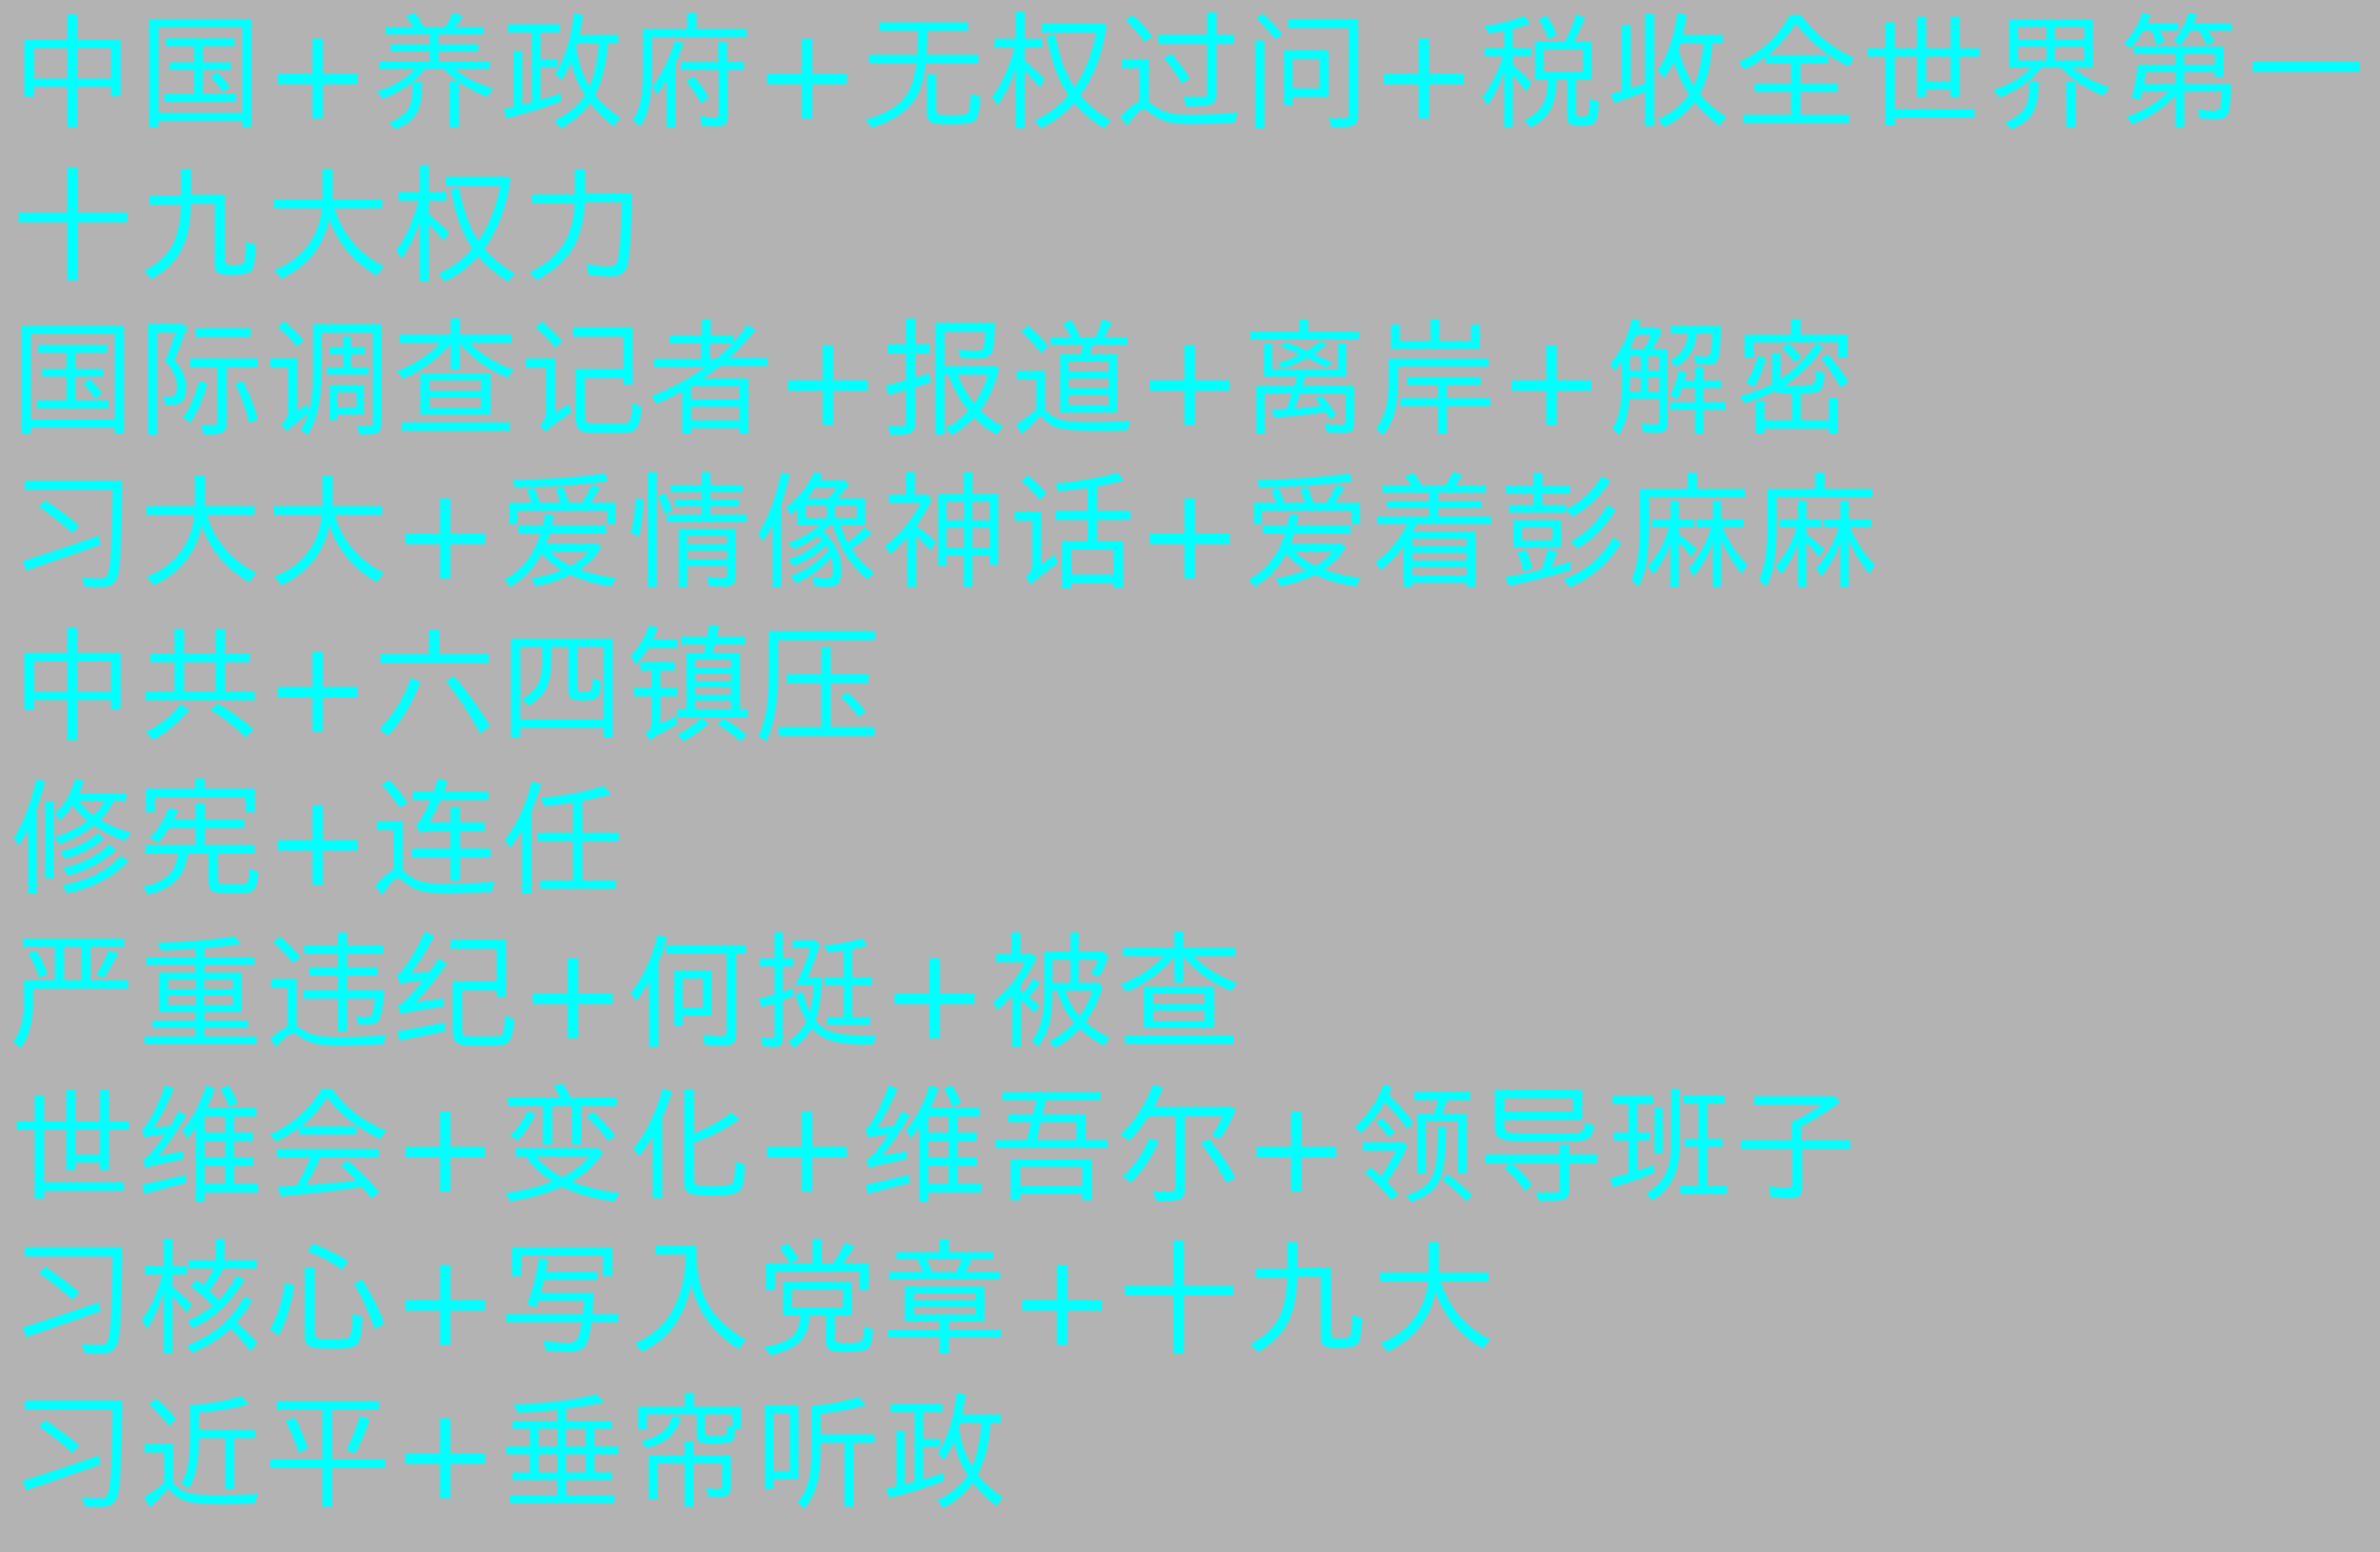 中国+养政府+无权过问+税收全世界第一
十九大权力
国际调查记者+报道+离岸+解密
习大大+爱情像神话+爱着彭麻麻
中共+六四镇压
修宪+连任
严重违纪+何挺+被查
世维会+变化+维吾尔+领导班子
习核心+写入党章+十九大
习近平+垂帘听政